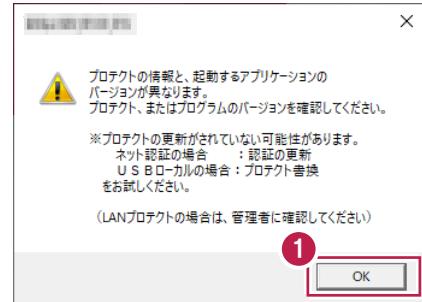 プロテクトの情報と、起動するアプリケーションの
バージョンが異なります。
プロテクト、またはプログラムのバージョンを確認してください。
※プロテクトの更新がされていない可能性があります。
ネット認証の場合　　：認証の更新
ＵＳＢローカルの場合：プロテクト書換
をお試しください。
（LANプロテクトの場合は、管理者に確認してください）
1
OK